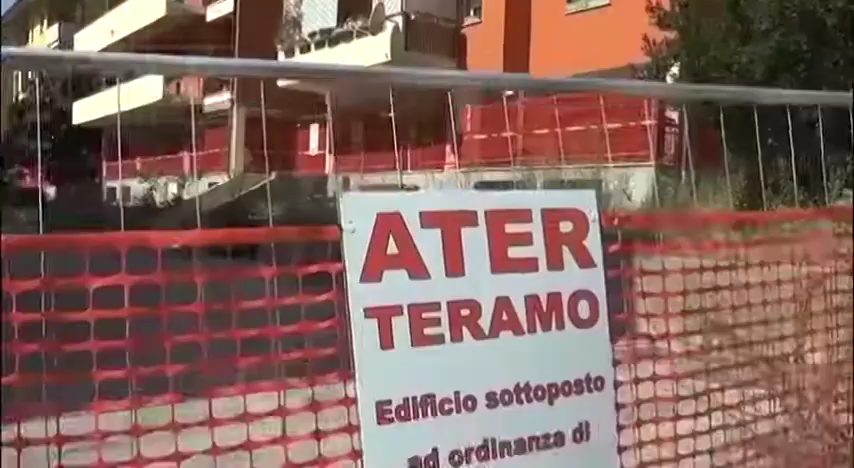 ATER
TERAMO
Edificio sottoposto
ad ordinanza di